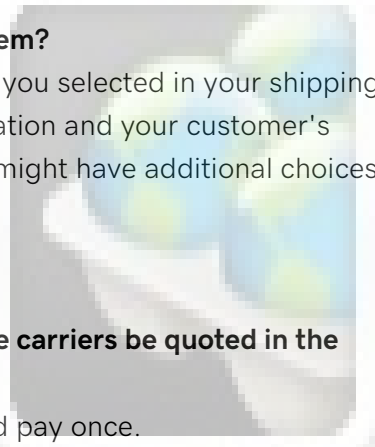 em?
you selected in your shipping
ation and your customer's
might have additional choices
e carriers be quoted in the
d pay once.